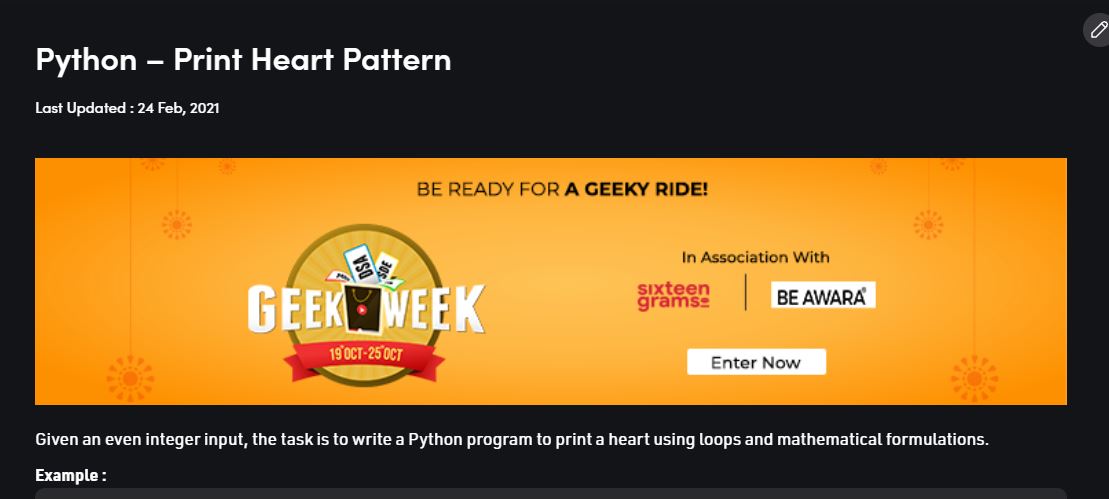 Python – Print Heart Pattern
Last Updated : 24 Feb, 2021
BE READY FOR A GEEKY RIDE!
DSA
SDE
GEEK WEEK
19th OCT-25th OCT
In Association With
sixteen
grams
BE AWARA
Enter Now
Given an even integer input, the task is to write a Python program to print a heart using loops and mathematical formulations.
Example :